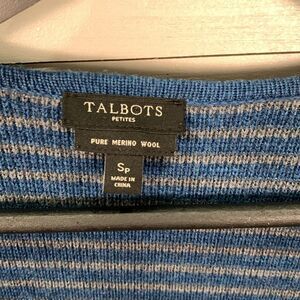 TALBOTS
PETITES
PURE MERINO WOOL
SP
MADE IN
CHINA